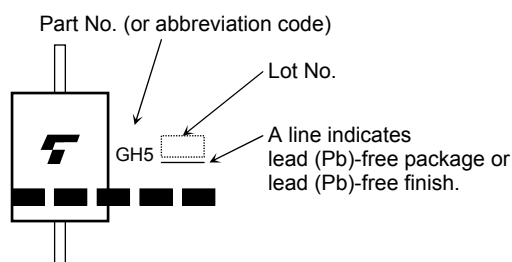 Part No. (or abbreviation code)
Lot No.
GH5
A line indicates
lead (Pb)-free package or
lead (Pb)-free finish.